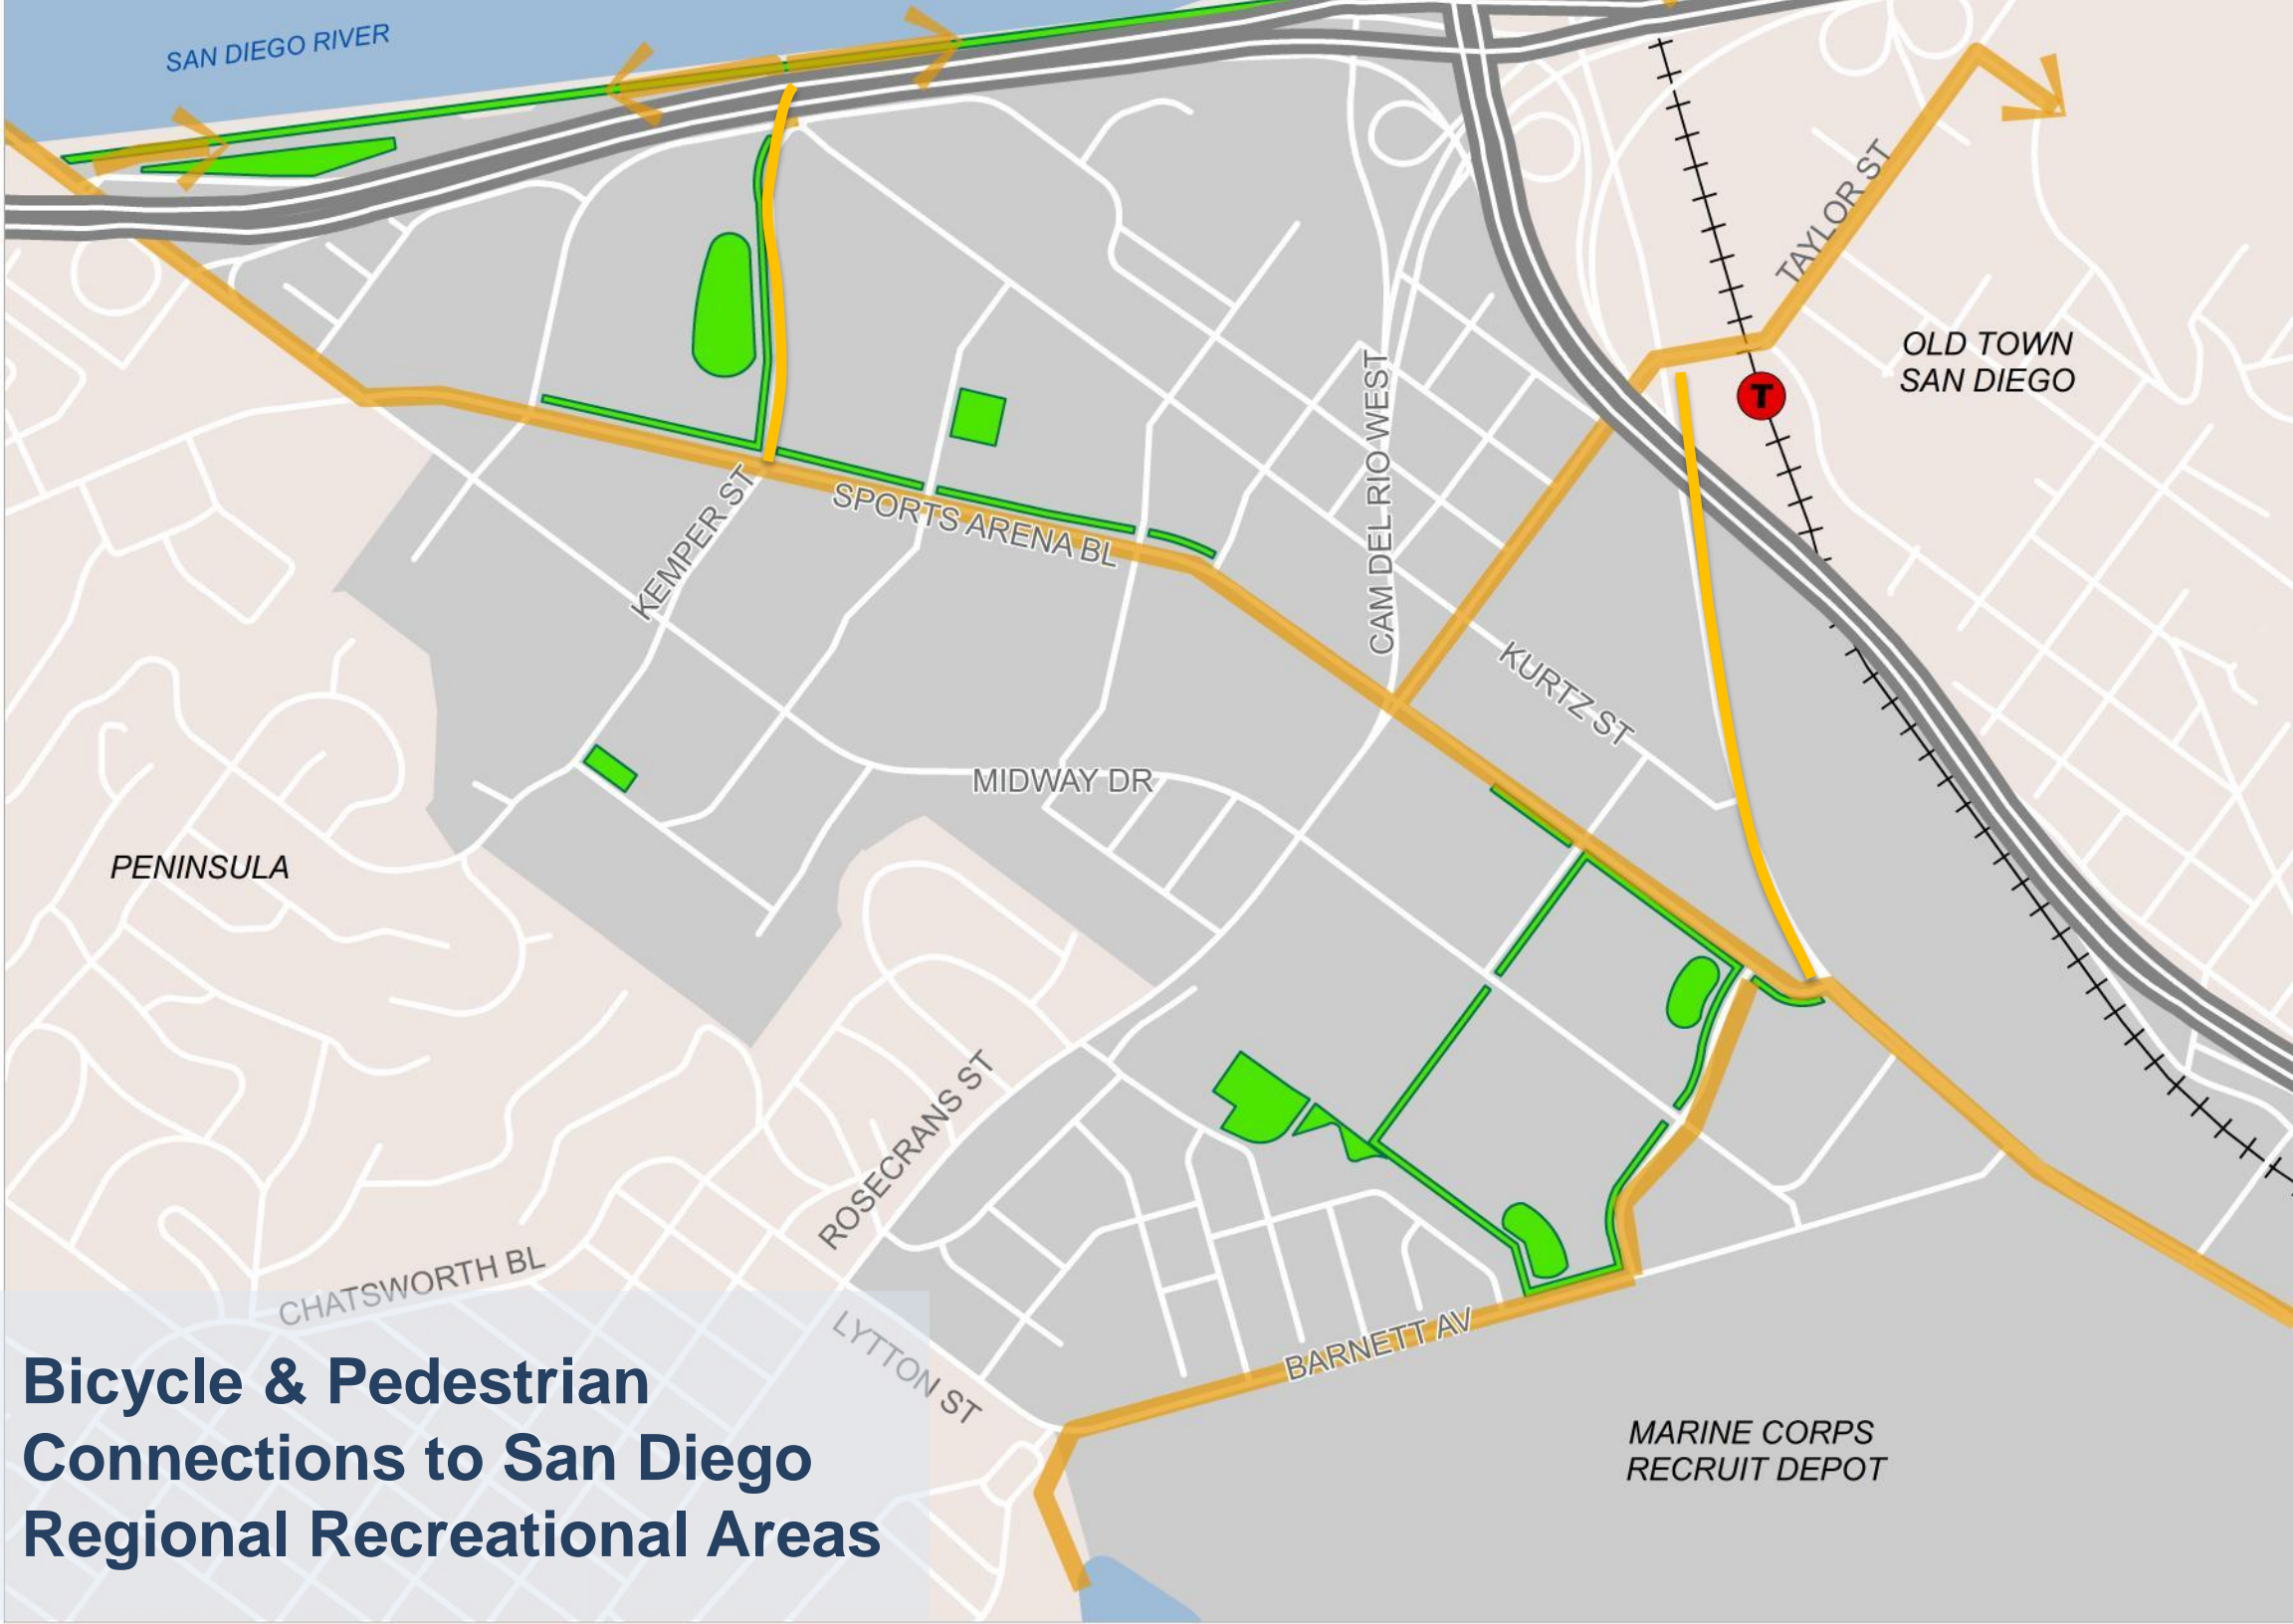 SAN DIEGO RIVER
TAYLOR ST
OLD TOWN
SAN DIEGO
T
CAM DEL RIO WEST
KEMPER ST
SPORTS ARENA BL
KURTZ ST
MIDWAY DR
PENINSULA
ROSECRANS ST
CHATSWORTH BL
LYTTON ST
BARNETT AV
MARINE CORPS
RECRUIT DEPOT
Bicycle & Pedestrian
Connections to San Diego
Regional Recreational Areas